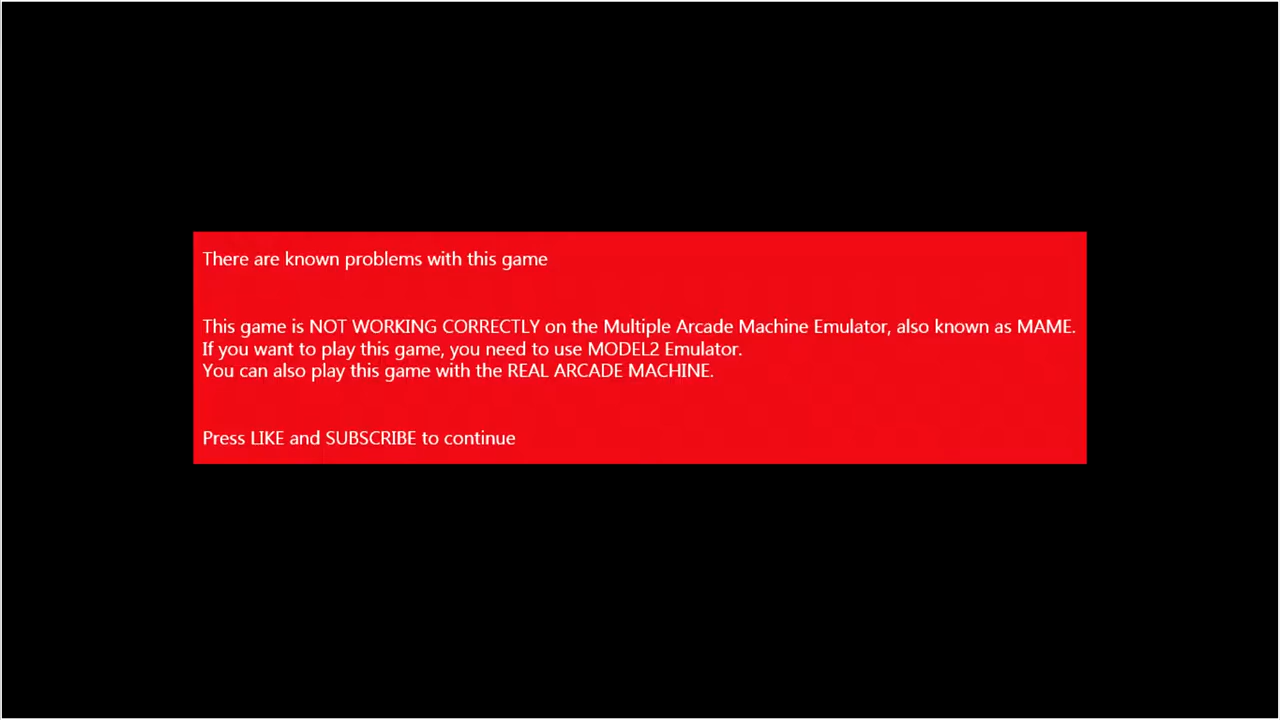 There are known problems with this game
This game is NOT WORKING CORRECTLY on the Multiple Arcade Machine Emulator, also known as MAME.
If you want to play this game, you need to use MODEL2 Emulator.
You can also play this game with the REAL ARCADE MACHINE.
Press LIKE and SUBSCRIBE to continue